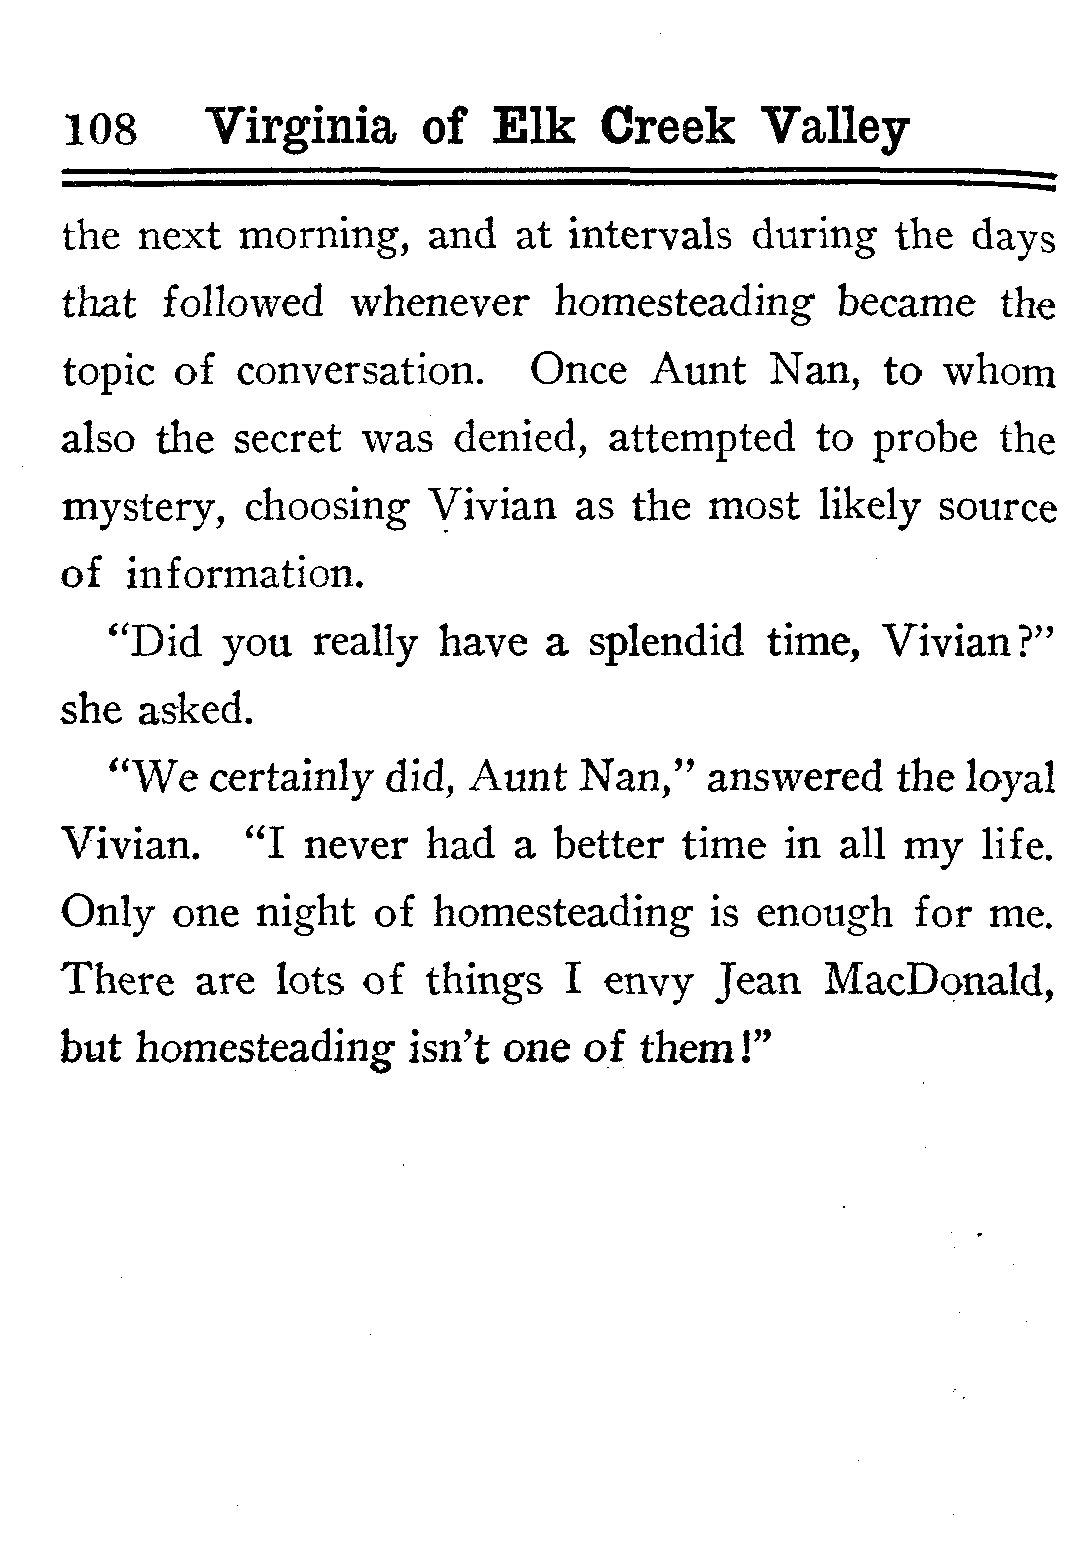 108 Virginia of Elk Creek Valley
the next morning, and at intervals during the days
that followed whenever homesteading became the
topic of conversation. Once Aunt Nan, to whom
also the secret was denied, attempted to probe the
mystery, choosing Vivian as the most likely source
of information.
“Did you really have a splendid time, Vivian?”
she asked.
“We certainly did, Aunt Nan,” answered the loyal
Vivian. “I never had a better time in all my life.
Only one night of homesteading is enough for me.
There are lots of things I envy Jean MacDonald,
but homesteading isn’t one of them!”